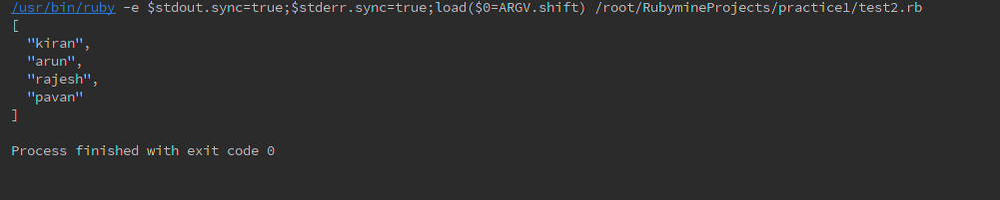 /usr/bin/ruby -e $stdout.sync=true;$stderr.sync=true;load($0=ARGV.shift) /root/RubymineProjects/practice1/test2.rb
[
  "kiran",
  "arun",
  "rajesh",
  "pavan"
]
Process finished with exit code 0